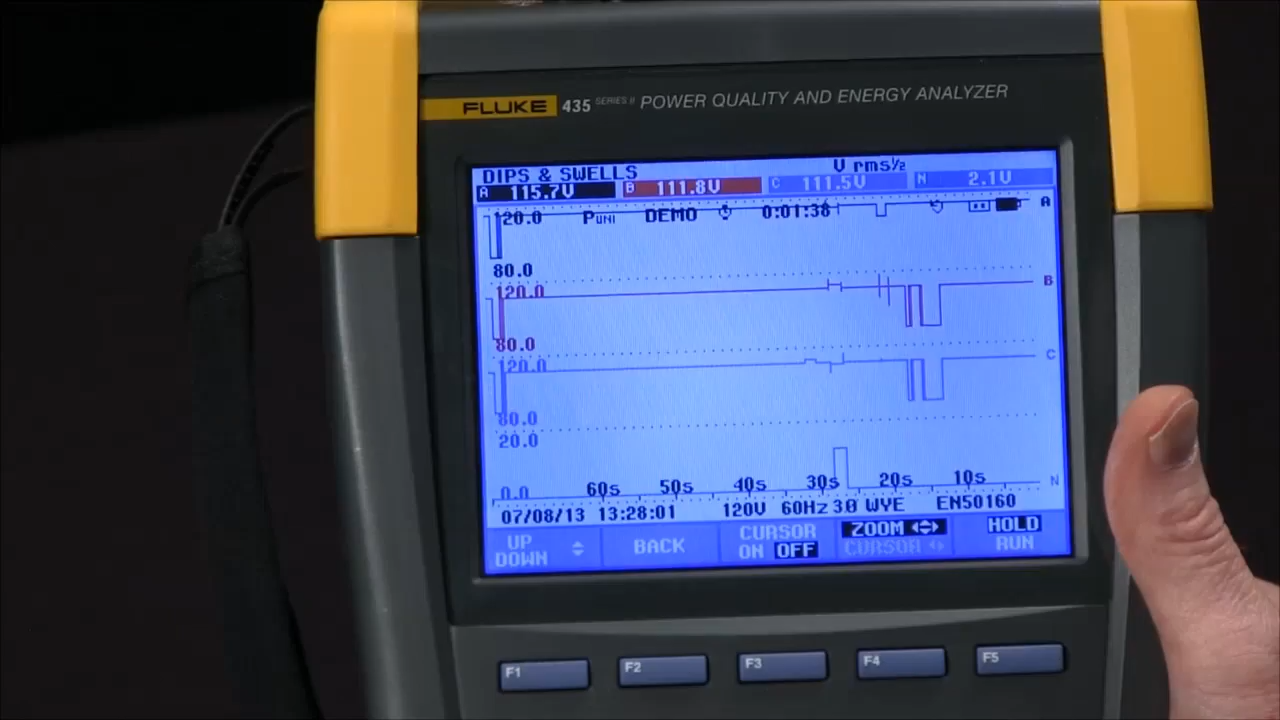 FLUKE 435 SERIES II POWER QUALITY AND ENERGY ANALYZER
DIPS & SWELLS V rms½
A 115.7V B 111.8V C 111.5V N 2.1V
120.0 PUNI DEMO 0:01:38 A
80.0
120.0 B
80.0
120.0 C
80.0
20.0
0.0 60s 50s 40s 30s 20s 10s N
07/08/13 13:28:01 120V 60Hz 3Ø WYE EN50160
UP DOWN BACK CURSOR ON OFF ZOOM CURSOR HOLD RUN
F1 F2 F3 F4 F5